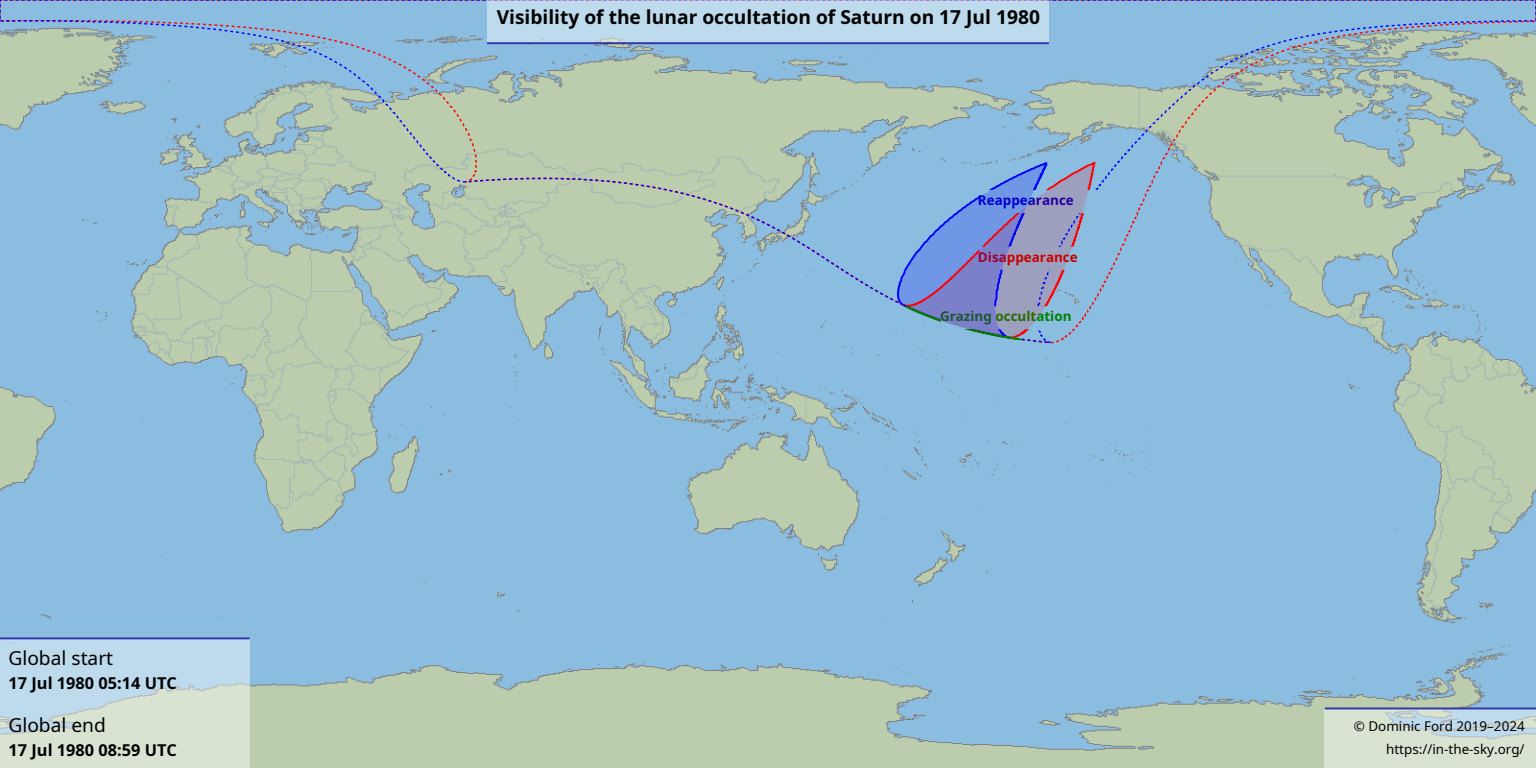 Visibility of the lunar occultation of Saturn on 17 Jul 1980
Reappearance
Disappearance
Grazing occultation
Global start
17 Jul 1980 05:14 UTC
Global end
17 Jul 1980 08:59 UTC
© Dominic Ford 2019–2024
https://in-the-sky.org/